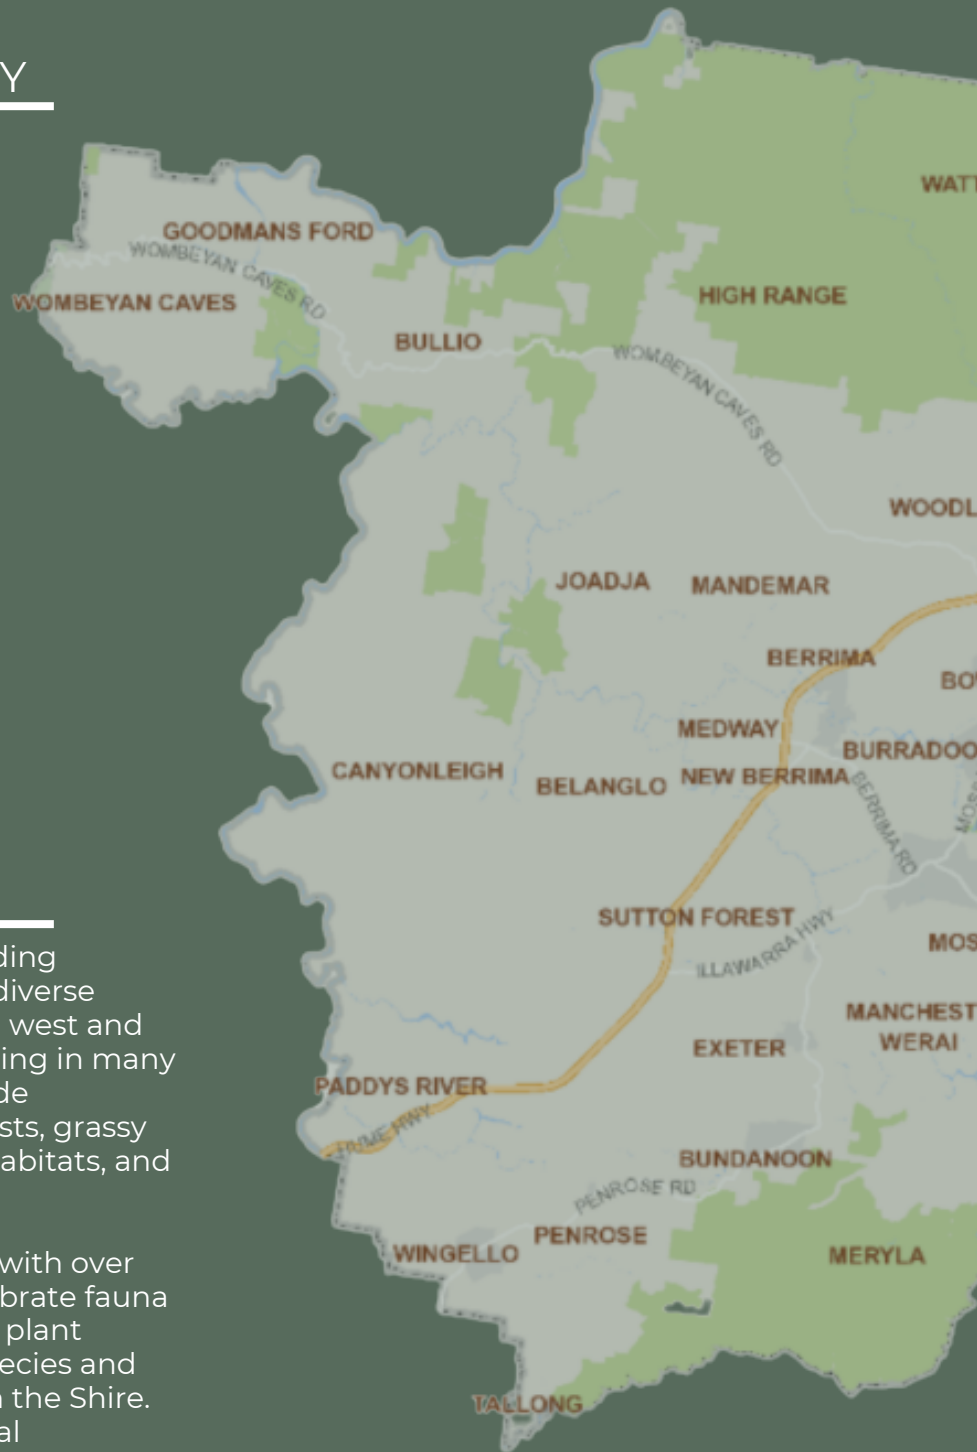 Y
WATT
GOODMANS FORD
WOMBEYAN CAVES RD
WOMBEYAN CAVES
HIGH RANGE
BULLIO
WOMBEYAN CAVES RD
WOODL
JOADJA
MANDEMAR
BERRIMA
BO
MEDWAY
BURRADOO
CANYONLEIGH
BELANGLO
NEW BERRIMA
BERRIMA RD
MOSS
SUTTON FOREST
ILLAWARRA HWY
MOS
ding
diverse
west and
ing in many
de
sts, grassy
abitats, and
MANCHEST
WERAI
EXETER
PADDYS RIVER
HUME HWY
BUNDANOON
PENROSE RD
PENROSE
WINGELLO
MERYLA
with over
brate fauna
plant
ecies and
n the Shire.
al
TALLONG